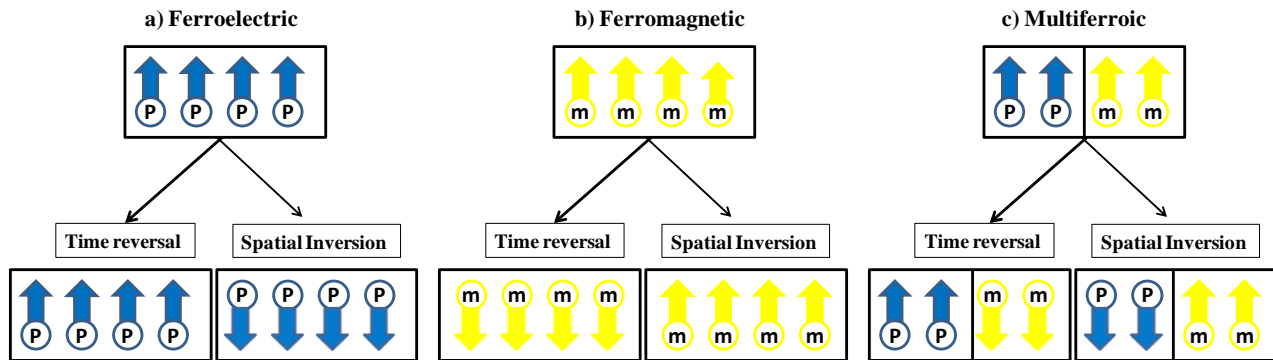 a) Ferroelectric
b) Ferromagnetic
c) Multiferroic
P P P P
m m m m
P P m m
Time reversal
Spatial Inversion
Time reversal
Spatial Inversion
Time reversal
Spatial Inversion
P P P P
P P P P
m m m m
m m m m
P P m m
P P m m